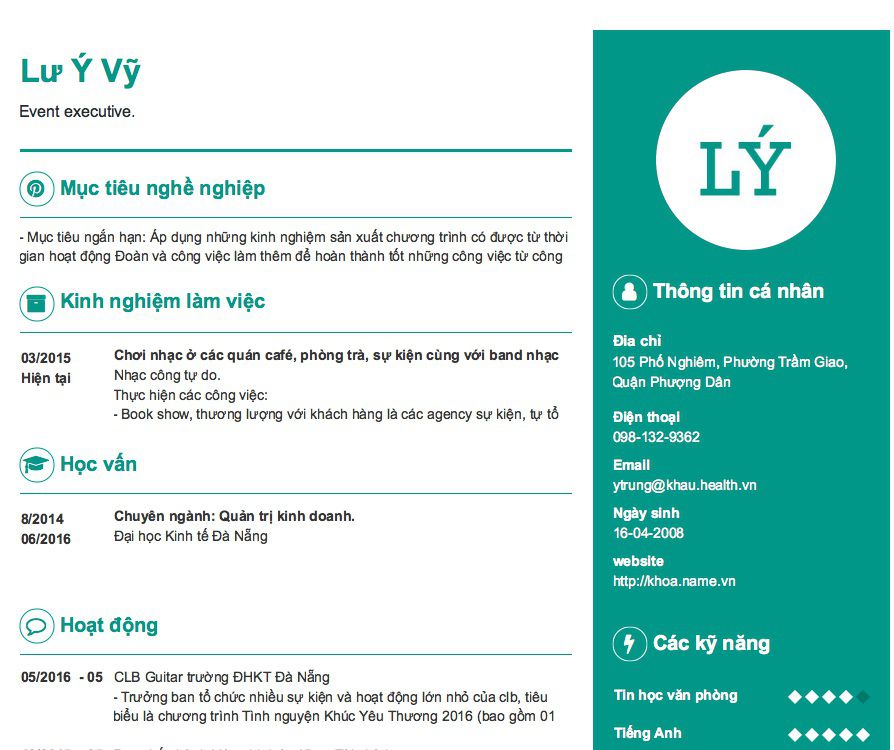 Lư Ý Vỹ
Event executive.
Mục tiêu nghề nghiệp
- Mục tiêu ngắn hạn: Áp dụng những kinh nghiệm sản xuất chương trình có được từ thời
gian hoạt động Đoàn và công việc làm thêm để hoàn thành tốt những công việc từ công
Kinh nghiệm làm việc
03/2015
Hiện tại
Chơi nhạc ở các quán café, phòng trà, sự kiện cùng với band nhạc
Nhạc công tự do.
Thực hiện các công việc:
- Book show, thương lượng với khách hàng là các agency sự kiện, tự tổ
Học vấn
8/2014
06/2016
Chuyên ngành: Quản trị kinh doanh.
Đại học Kinh tế Đà Nẵng
Hoạt động
05/2016 - 05
CLB Guitar trường ĐHKT Đà Nẵng
- Trưởng ban tổ chức nhiều sự kiện và hoạt động lớn nhỏ của clb, tiêu
biểu là chương trình Tình nguyện Khúc Yêu Thương 2016 (bao gồm 01
LÝ
Thông tin cá nhân
Đia chỉ
105 Phố Nghiêm, Phường Trầm Giao,
Quận Phượng Dân
Điện thoại
098-132-9362
Email
ytrung@khau.health.vn
Ngày sinh
16-04-2008
website
http://khoa.name.vn
Các kỹ năng
Tin học văn phòng
Tiếng Anh